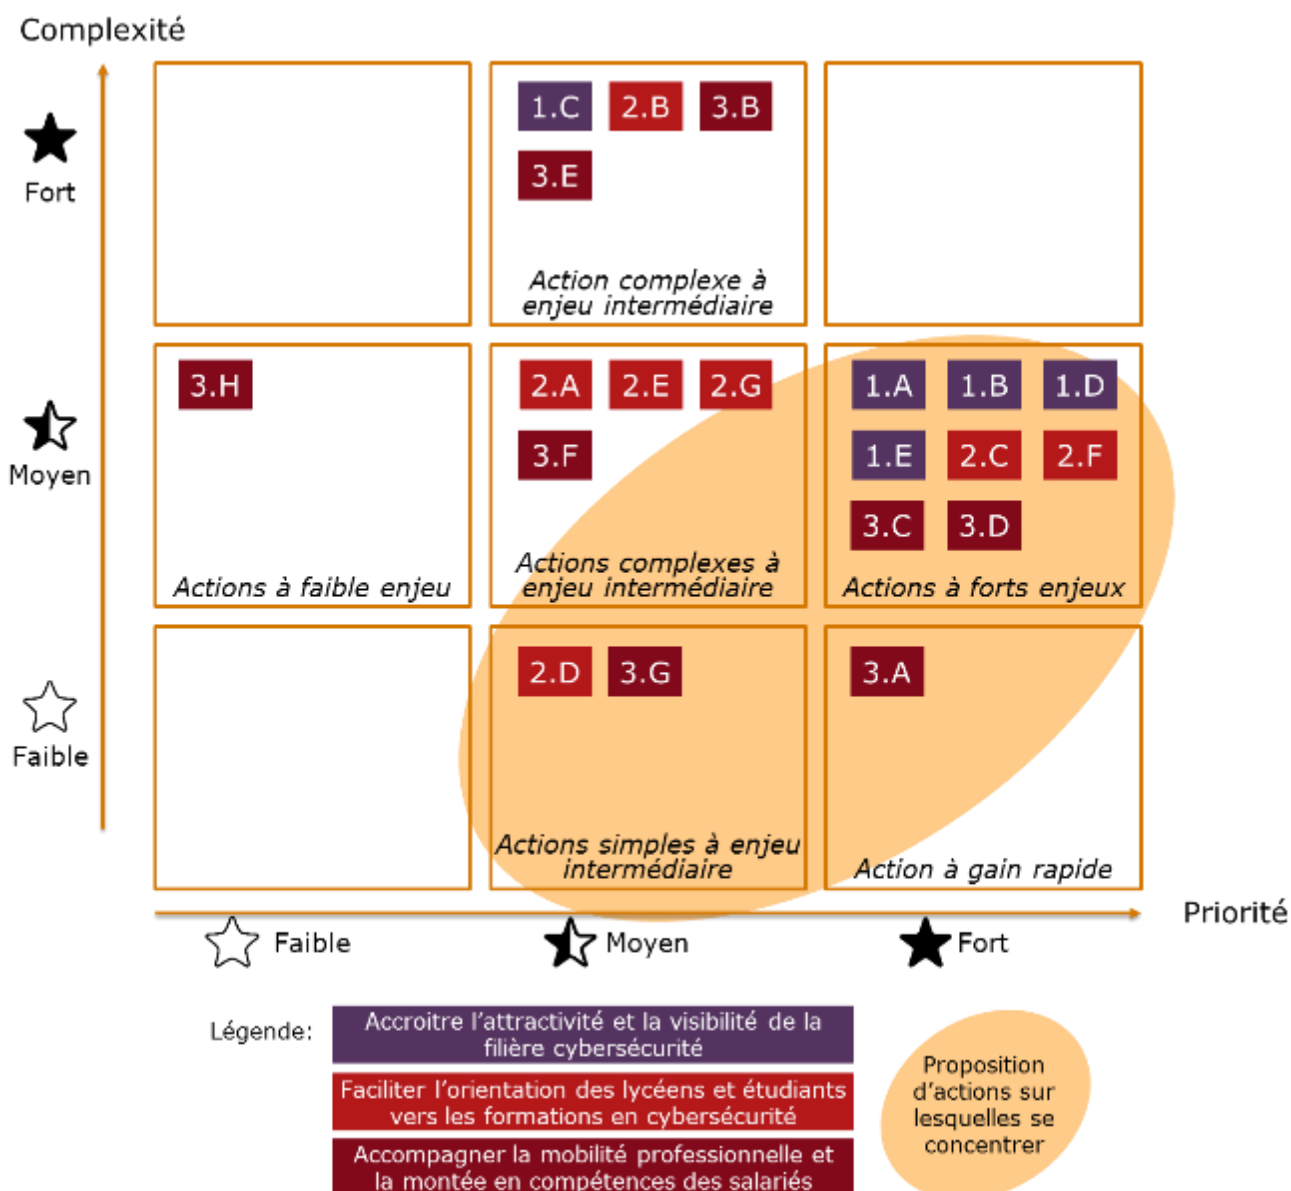 Complexité
Fort
1.C 2.B 3.B
3.E
Action complexe à
enjeu intermédiaire
Moyen
3.H
Actions à faible enjeu
2.A 2.E 2.G
3.F
Actions complexes à
enjeu intermédiaire
1.A 1.B 1.D
1.E 2.C 2.F
3.C 3.D
Actions à forts enjeux
Faible
2.D 3.G
Actions simples à enjeu
intermédiaire
3.A
Action à gain rapide
Priorité
Faible
Moyen
Fort
Légende:
Accroitre l'attractivité et la visibilité de la
filière cybersécurité
Faciliter l'orientation des lycéens et étudiants
vers les formations en cybersécurité
Accompagner la mobilité professionnelle et
la montée en compétences des salariés
Proposition
d'actions sur
lesquelles se
concentrer